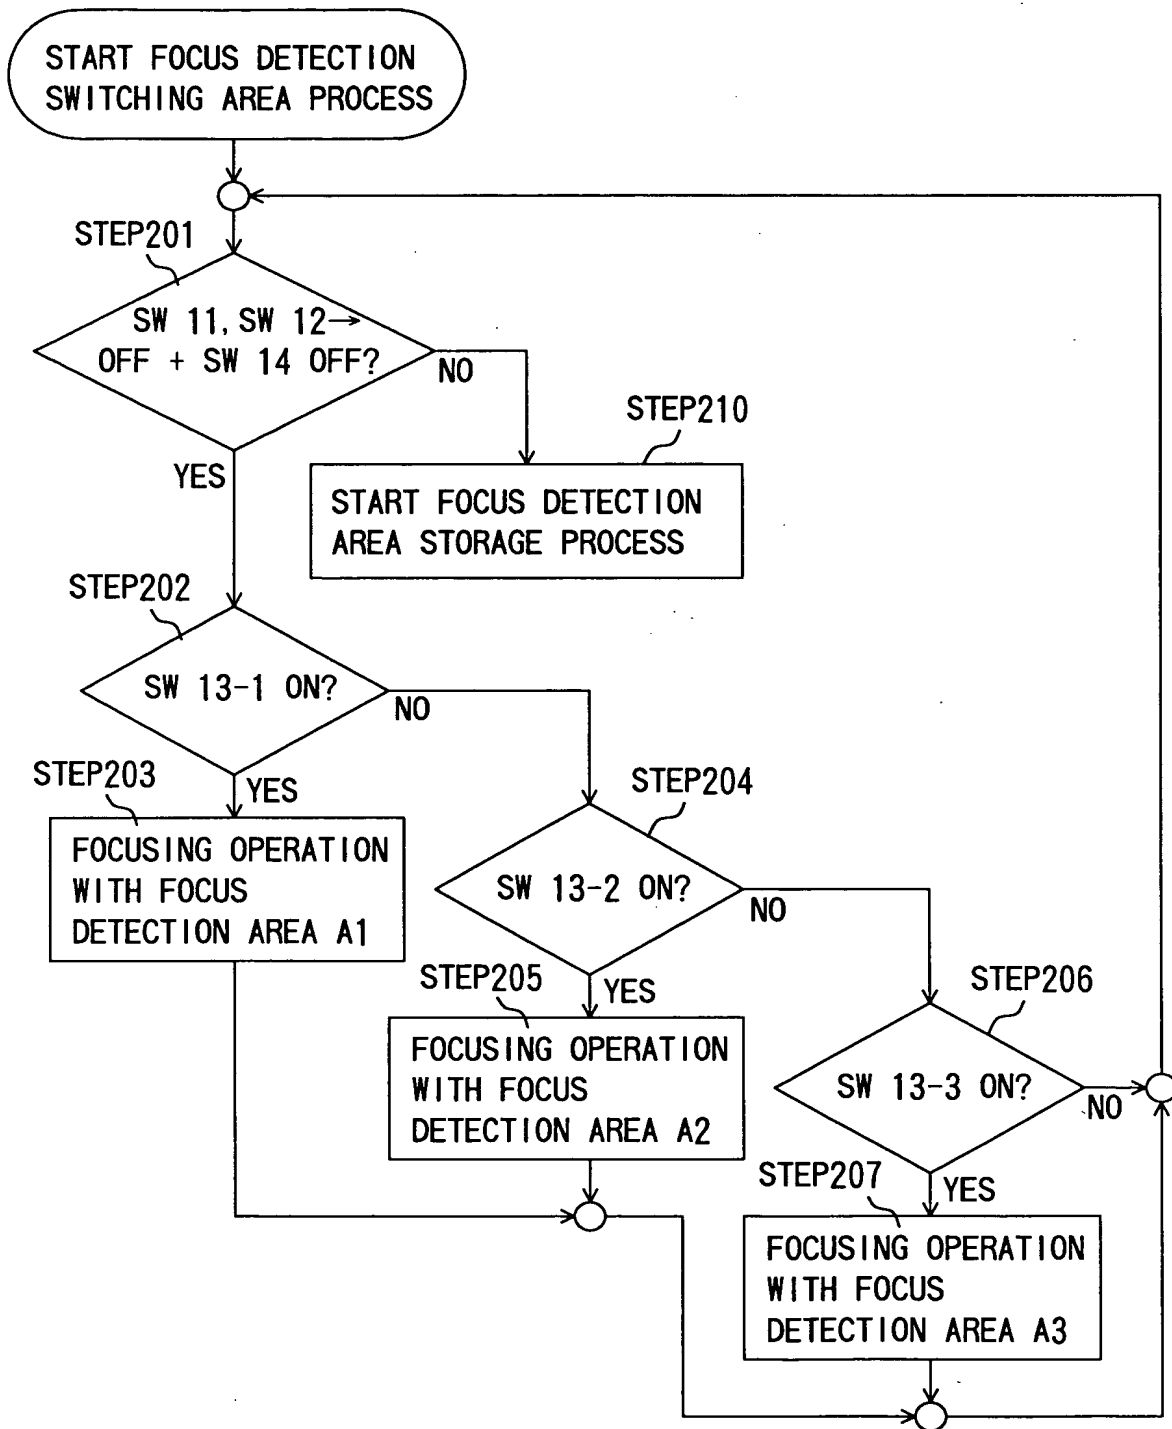 START FOCUS DETECTION
SWITCHING AREA PROCESS
STEP201
SW 11, SW 12→
OFF + SW 14 OFF?
NO
YES
STEP210
START FOCUS DETECTION
AREA STORAGE PROCESS
STEP202
SW 13-1 ON?
NO
YES
STEP203
FOCUSING OPERATION
WITH FOCUS
DETECTION AREA A1
STEP204
SW 13-2 ON?
NO
YES
STEP205
FOCUSING OPERATION
WITH FOCUS
DETECTION AREA A2
STEP206
SW 13-3 ON?
NO
YES
STEP207
FOCUSING OPERATION
WITH FOCUS
DETECTION AREA A3